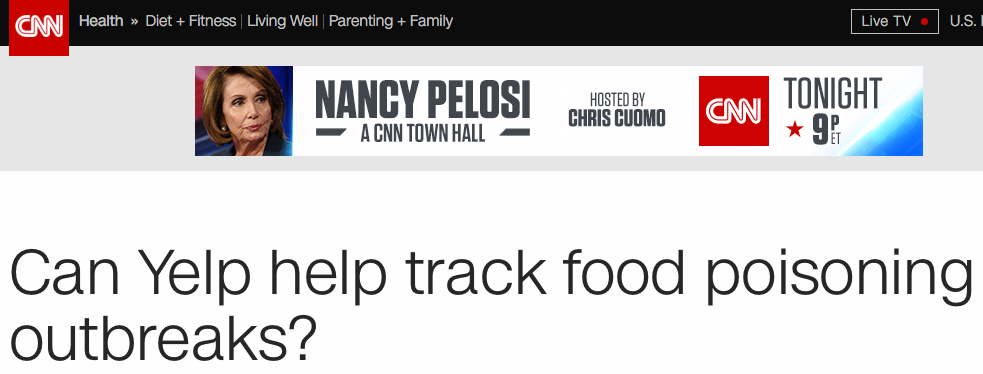 CNN Health » Diet + Fitness | Living Well | Parenting + Family Live TV U.S.
NANCY PELOSI
A CNN TOWN HALL
HOSTED BY
CHRIS CUOMO
CNN
TONIGHT
9P ET
Can Yelp help track food poisoning
outbreaks?